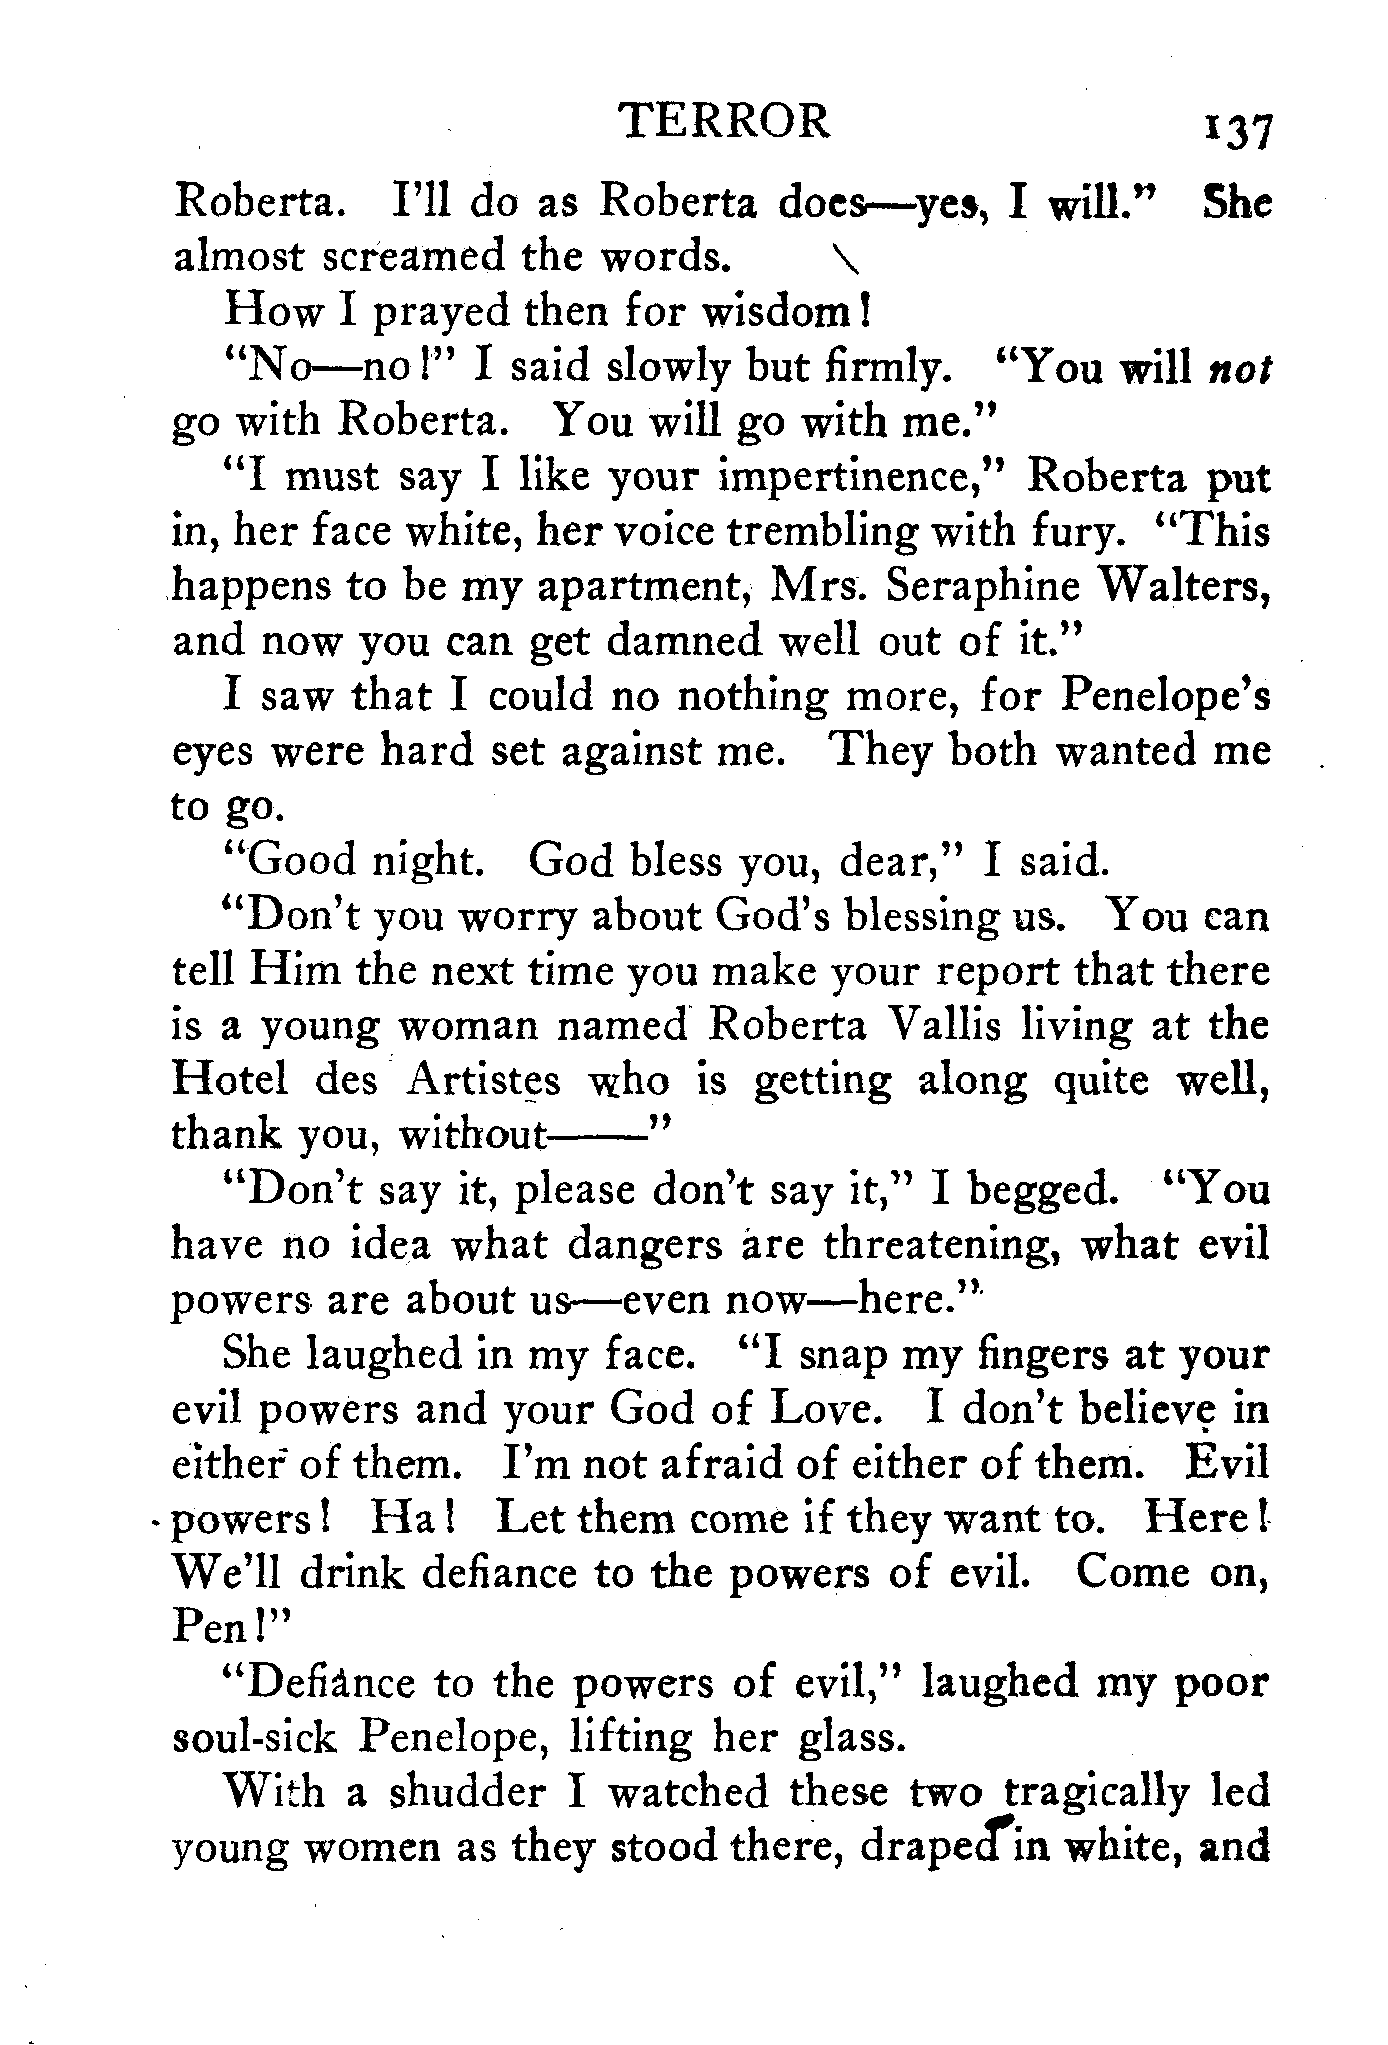 TERROR 137
Roberta. I'll do as Roberta does—yes, I will." She
almost screamed the words.
How I prayed then for wisdom!
"No—no!" I said slowly but firmly. "You will not
go with Roberta. You will go with me."
"I must say I like your impertinence," Roberta put
in, her face white, her voice trembling with fury. "This
happens to be my apartment, Mrs. Seraphine Walters,
and now you can get damned well out of it."
I saw that I could no nothing more, for Penelope's
eyes were hard set against me. They both wanted me
to go.
"Good night. God bless you, dear," I said.
"Don't you worry about God's blessing us. You can
tell Him the next time you make your report that there
is a young woman named Roberta Vallis living at the
Hotel des Artistes who is getting along quite well,
thank you, without——"
"Don't say it, please don't say it," I begged. "You
have no idea what dangers are threatening, what evil
powers are about us—even now—here."
She laughed in my face. "I snap my fingers at your
evil powers and your God of Love. I don't believe in
either of them. I'm not afraid of either of them. Evil
powers! Ha! Let them come if they want to. Here!
We'll drink defiance to the powers of evil. Come on,
Pen!"
"Defiance to the powers of evil," laughed my poor
soul-sick Penelope, lifting her glass.
With a shudder I watched these two tragically led
young women as they stood there, draped in white, and